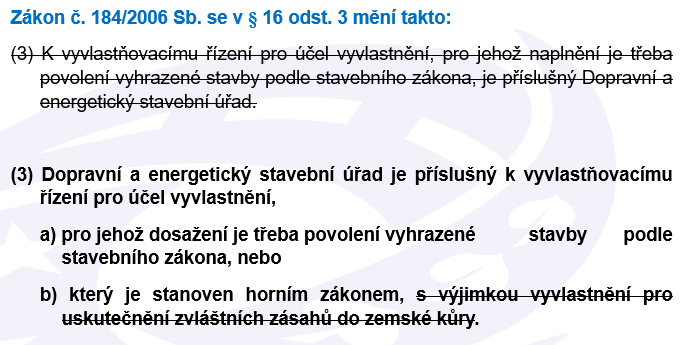 Zákon č. 184/2006 Sb. se v § 16 odst. 3 mění takto:
(3) K vyvlastňovacímu řízení pro účel vyvlastnění, pro jehož naplnění je třeba
povolení vyhrazené stavby podle stavebního zákona, je příslušný Dopravní a
energetický stavební úřad.
(3) Dopravní a energetický stavební úřad je příslušný k vyvlastňovacímu
řízení pro účel vyvlastnění,
a) pro jehož dosažení je třeba povolení vyhrazené stavby podle
stavebního zákona, nebo
b) který je stanoven horním zákonem, s výjimkou vyvlastnění pro
uskutečnění zvláštních zásahů do zemské kůry.